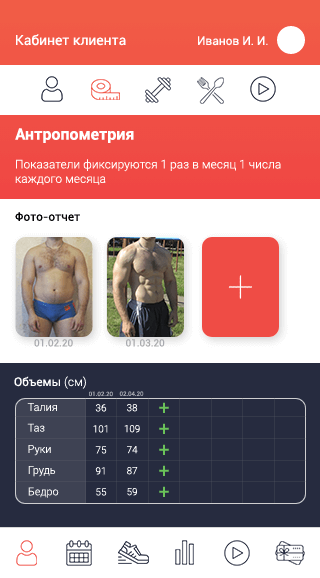 Кабинет клиента
Иванов И. И.
Антропометрия
Показатели фиксируются 1 раз в месяц 1 числа
каждого месяца
Фото-отчет
01.02.20 01.03.20
Объемы (см)
01.02.20 02.04.20
Талия 36 38 +
Таз 101 109 +
Руки 75 74 +
Грудь 91 87 +
Бедро 55 59 +